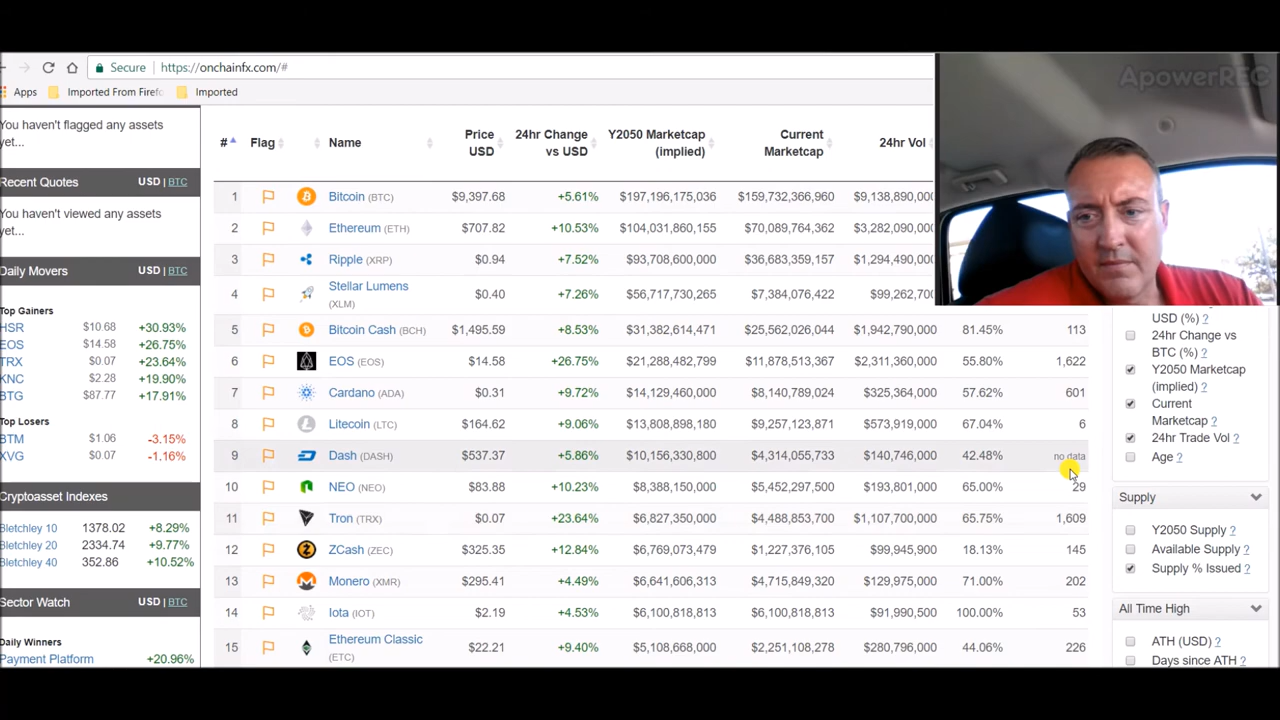 ApowerREC
Secure https://onchainfx.com/#
Apps Imported From Firefo Imported
You haven't flagged any assets
yet...
Recent Quotes USD | BTC
You haven't viewed any assets
yet...
Daily Movers USD | BTC
Top Gainers
HSR $10.68 +30.93%
EOS $14.58 +26.75%
TRX $0.07 +23.64%
KNC $2.28 +19.90%
BTG $87.77 +17.91%
Top Losers
BTM $1.06 -3.15%
XVG $0.07 -1.16%
Cryptoasset Indexes
Bletchley 10 1378.02 +8.29%
Bletchley 20 2334.74 +9.77%
Bletchley 40 352.86 +10.52%
Sector Watch USD | BTC
Daily Winners
Payment Platform +20.96%
# Flag Name Price USD 24hr Change vs USD Y2050 Marketcap (implied) Current Marketcap 24hr Vol
1 Bitcoin (BTC) $9,397.68 +5.61% $197,196,175,036 $159,732,366,960 $9,138,890,000
2 Ethereum (ETH) $707.82 +10.53% $104,031,860,155 $70,089,764,362 $3,282,090,000
3 Ripple (XRP) $0.94 +7.52% $93,708,600,000 $36,683,359,157 $1,294,490,000
4 Stellar Lumens (XLM) $0.40 +7.26% $56,717,730,265 $7,384,076,422 $99,262,700
5 Bitcoin Cash (BCH) $1,495.59 +8.53% $31,382,614,471 $25,562,026,044 $1,942,790,000 81.45% 113
6 EOS (EOS) $14.58 +26.75% $21,288,482,799 $11,878,513,367 $2,311,360,000 55.80% 1,622
7 Cardano (ADA) $0.31 +9.72% $14,129,460,000 $8,140,789,024 $325,364,000 57.62% 601
8 Litecoin (LTC) $164.62 +9.06% $13,808,898,180 $9,257,123,871 $573,919,000 67.04% 6
9 Dash (DASH) $537.37 +5.86% $10,156,330,800 $4,314,055,733 $140,746,000 42.48% no data
10 NEO (NEO) $83.88 +10.23% $8,388,150,000 $5,452,297,500 $193,801,000 65.00% 29
11 Tron (TRX) $0.07 +23.64% $6,827,350,000 $4,488,853,700 $1,107,700,000 65.75% 1,609
12 ZCash (ZEC) $325.35 +12.84% $6,769,073,479 $1,227,376,105 $99,945,900 18.13% 145
13 Monero (XMR) $295.41 +4.49% $6,641,606,313 $4,715,849,320 $129,975,000 71.00% 202
14 Iota (IOT) $2.19 +4.53% $6,100,818,813 $6,100,818,813 $91,990,500 100.00% 53
15 Ethereum Classic (ETC) $22.21 +9.40% $5,108,668,000 $2,251,108,278 $280,796,000 44.06% 226
USD (%) ?
24hr Change vs
BTC (%) ?
Y2050 Marketcap
(implied) ?
Current
Marketcap ?
24hr Trade Vol ?
Age ?
Supply
Y2050 Supply ?
Available Supply ?
Supply % Issued ?
All Time High
ATH (USD) ?
Days since ATH ?